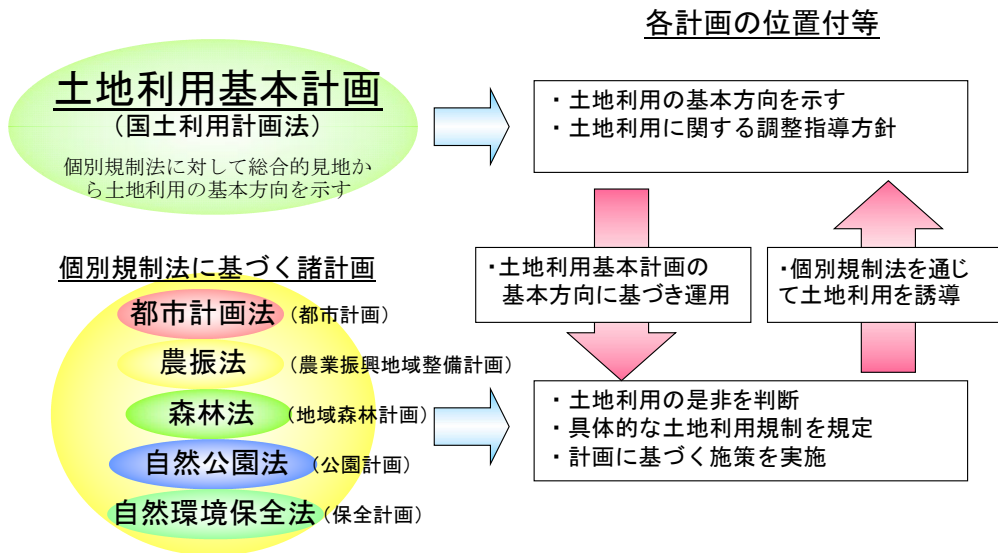 各計画の位置付等
土地利用基本計画
(国土利用計画法)
個別規制法に対して総合的見地か
ら土地利用の基本方向を示す
・土地利用の基本方向を示す
・土地利用に関する調整指導方針
・土地利用基本計画の
基本方向に基づき運用
・個別規制法を通じ
て土地利用を誘導
個別規制法に基づく諸計画
都市計画法(都市計画)
農振法(農業振興地域整備計画)
森林法(地域森林計画)
自然公園法(公園計画)
自然環境保全法(保全計画)
・土地利用の是非を判断
・具体的な土地利用規制を規定
・計画に基づく施策を実施